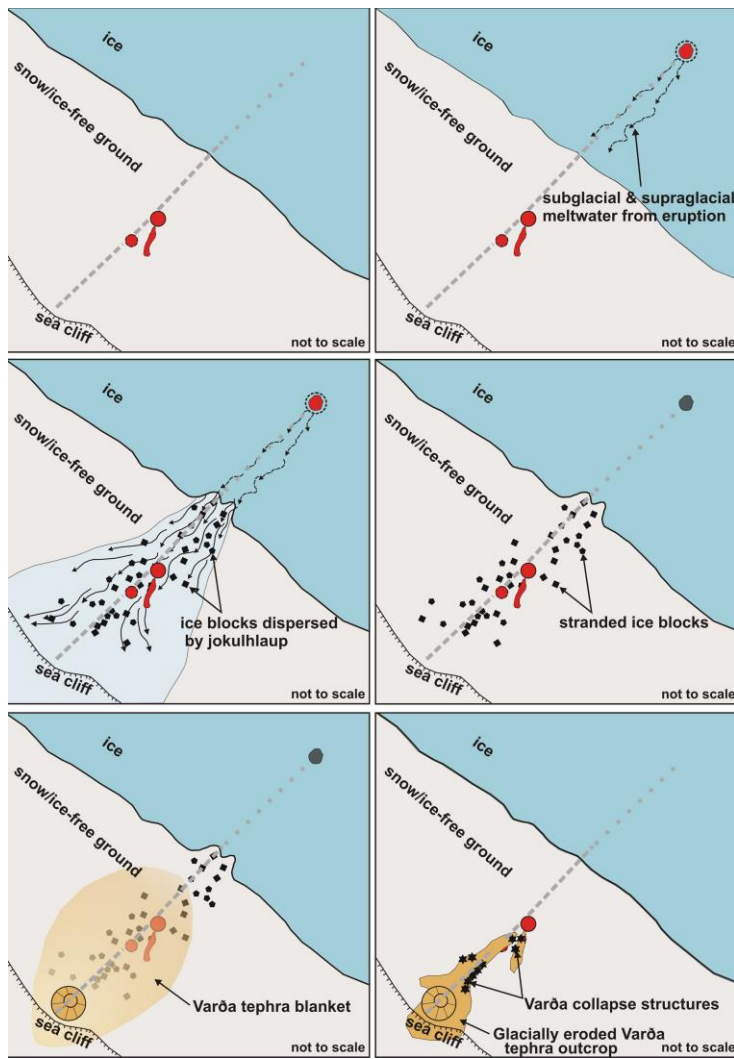 ice
snow/ice-free ground
sea cliff
not to scale
ice
snow/ice-free ground
subglacial & supraglacial
meltwater from eruption
sea cliff
not to scale
ice
snow/ice-free ground
ice blocks dispersed
by jokulhlaup
sea cliff
not to scale
ice
snow/ice-free ground
stranded ice blocks
sea cliff
not to scale
ice
snow/ice-free ground
Varða tephra blanket
sea cliff
not to scale
ice
snow/ice-free ground
Varða collapse structures
Glacially eroded Varða
tephra outcrop
sea cliff
not to scale